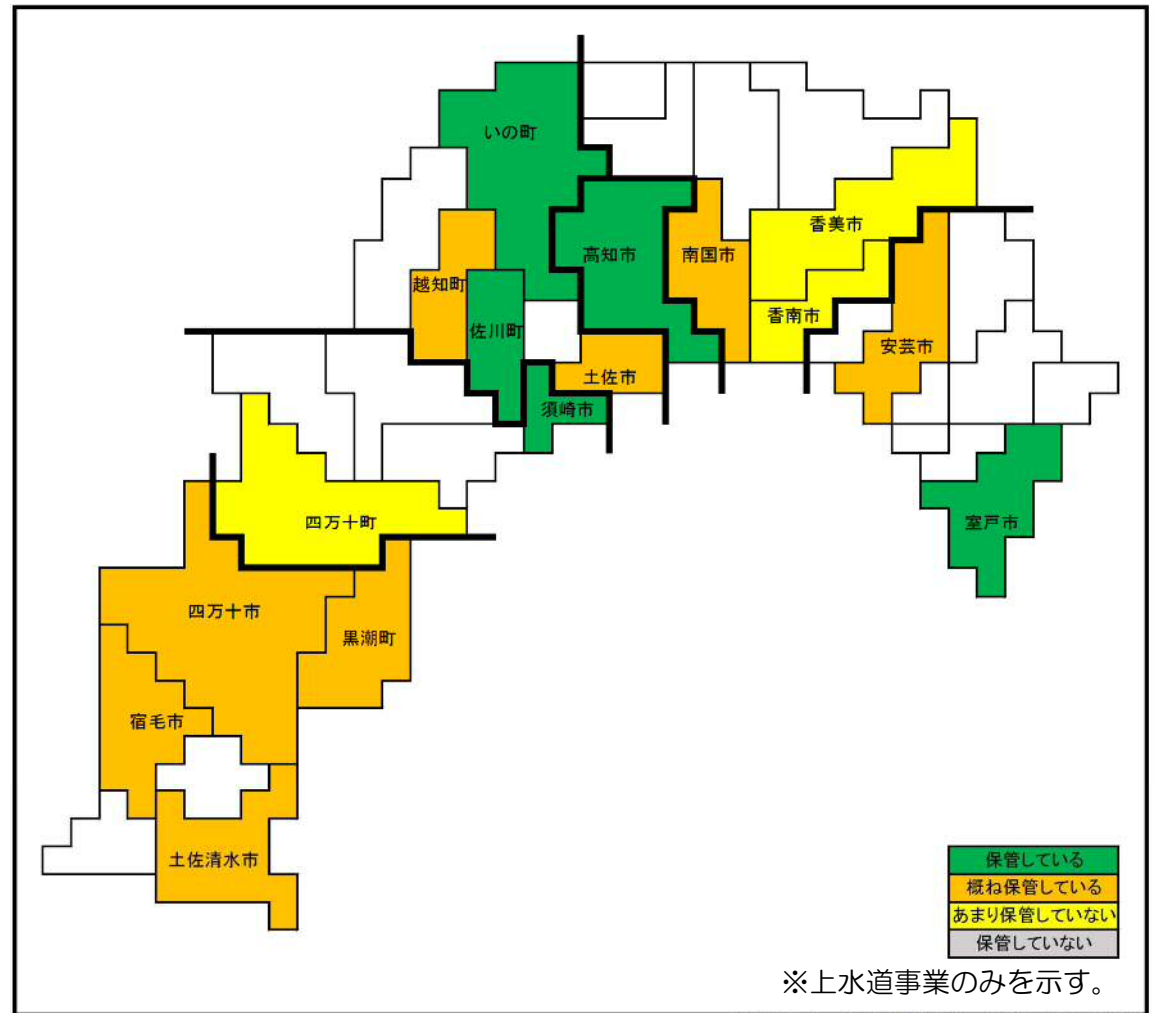 いの町
香美市
高知市
南国市
越知町
香南市
佐川町
安芸市
土佐市
須崎市
四万十町
室戸市
四万十市
黒潮町
宿毛市
土佐清水市
保管している
概ね保管している
あまり保管していない
保管していない
※上水道事業のみを示す。